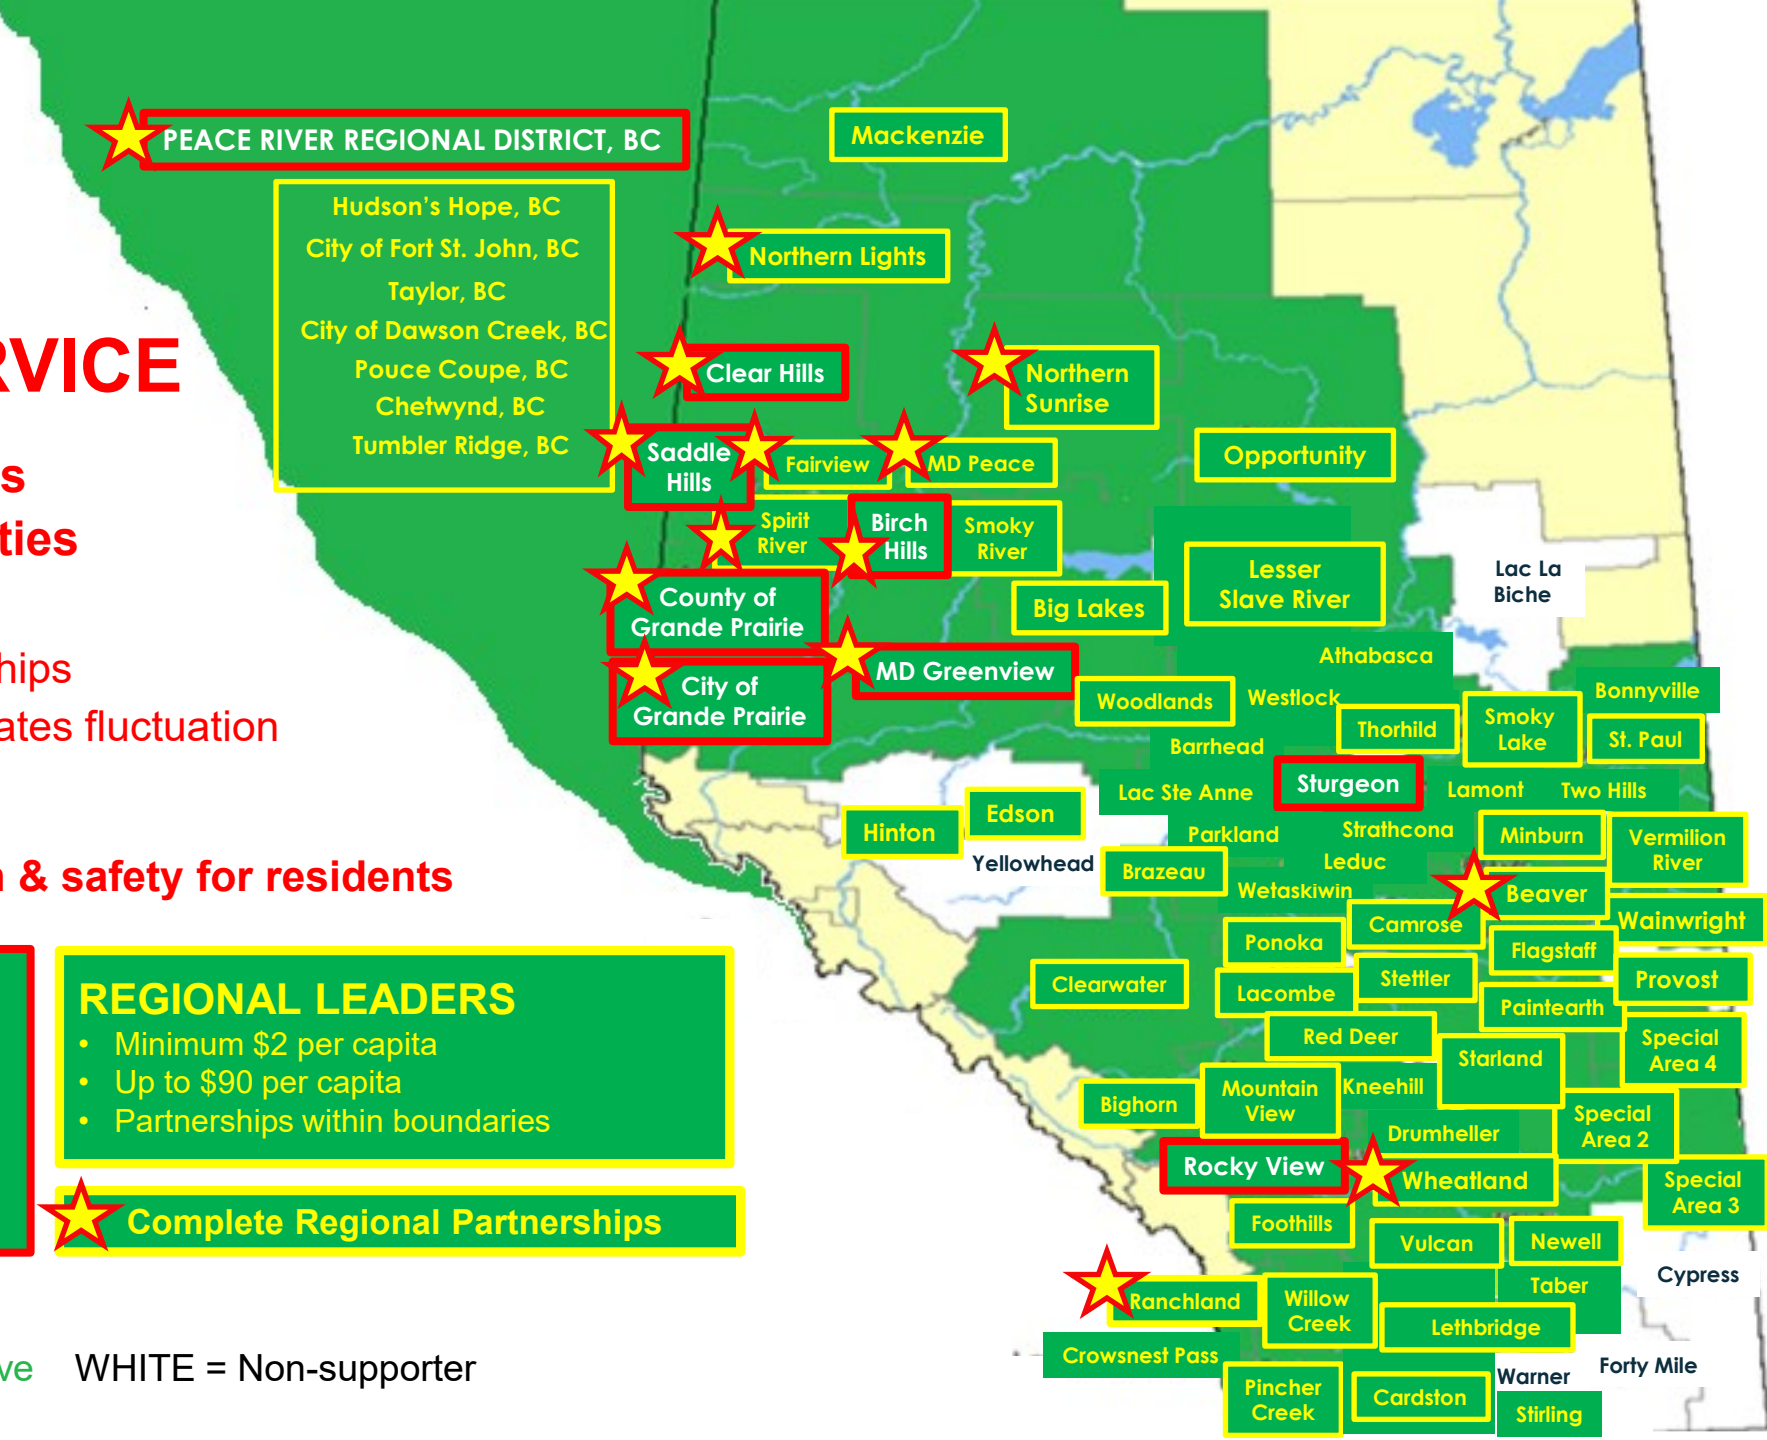 PEACE RIVER REGIONAL DISTRICT, BC
Mackenzie
Hudson's Hope, BC
City of Fort St. John, BC
Taylor, BC
City of Dawson Creek, BC
Pouce Coupe, BC
Chetwynd, BC
Tumbler Ridge, BC
Northern Lights
RVICE
Clear Hills
Northern
Sunrise
Saddle
Hills
Fairview
MD Peace
Opportunity
s
ties
Spirit
River
Birch
Hills
Smoky
River
Lac La
Biche
Lesser
Slave River
County of
Grande Prairie
Big Lakes
hips
ates fluctuation
City of
Grande Prairie
MD Greenview
Athabasca
Woodlands
Westlock
Bonnyville
Thorhild
Smoky
Lake
St. Paul
Barrhead
Sturgeon
Lac Ste Anne
Lamont
Two Hills
Edson
Hinton
Yellowhead
Parkland
Strathcona
Minburn
Vermilion
River
Leduc
Brazeau
Wetaskiwin
Beaver
n & safety for residents
Camrose
Wainwright
Ponoka
Flagstaff
Clearwater
Lacombe
Stettler
Provost
Paintearth
REGIONAL LEADERS
• Minimum $2 per capita
• Up to $90 per capita
• Partnerships within boundaries
Red Deer
Starland
Special
Area 4
Bighorn
Mountain
View
Kneehill
Drumheller
Special
Area 2
Rocky View
Wheatland
Special
Area 3
Complete Regional Partnerships
Foothills
Vulcan
Newell
Cypress
Taber
Ranchland
Willow
Creek
Lethbridge
Crowsnest Pass
Warner
Forty Mile
Pincher
Creek
Cardston
Stirling
ve WHITE = Non-supporter